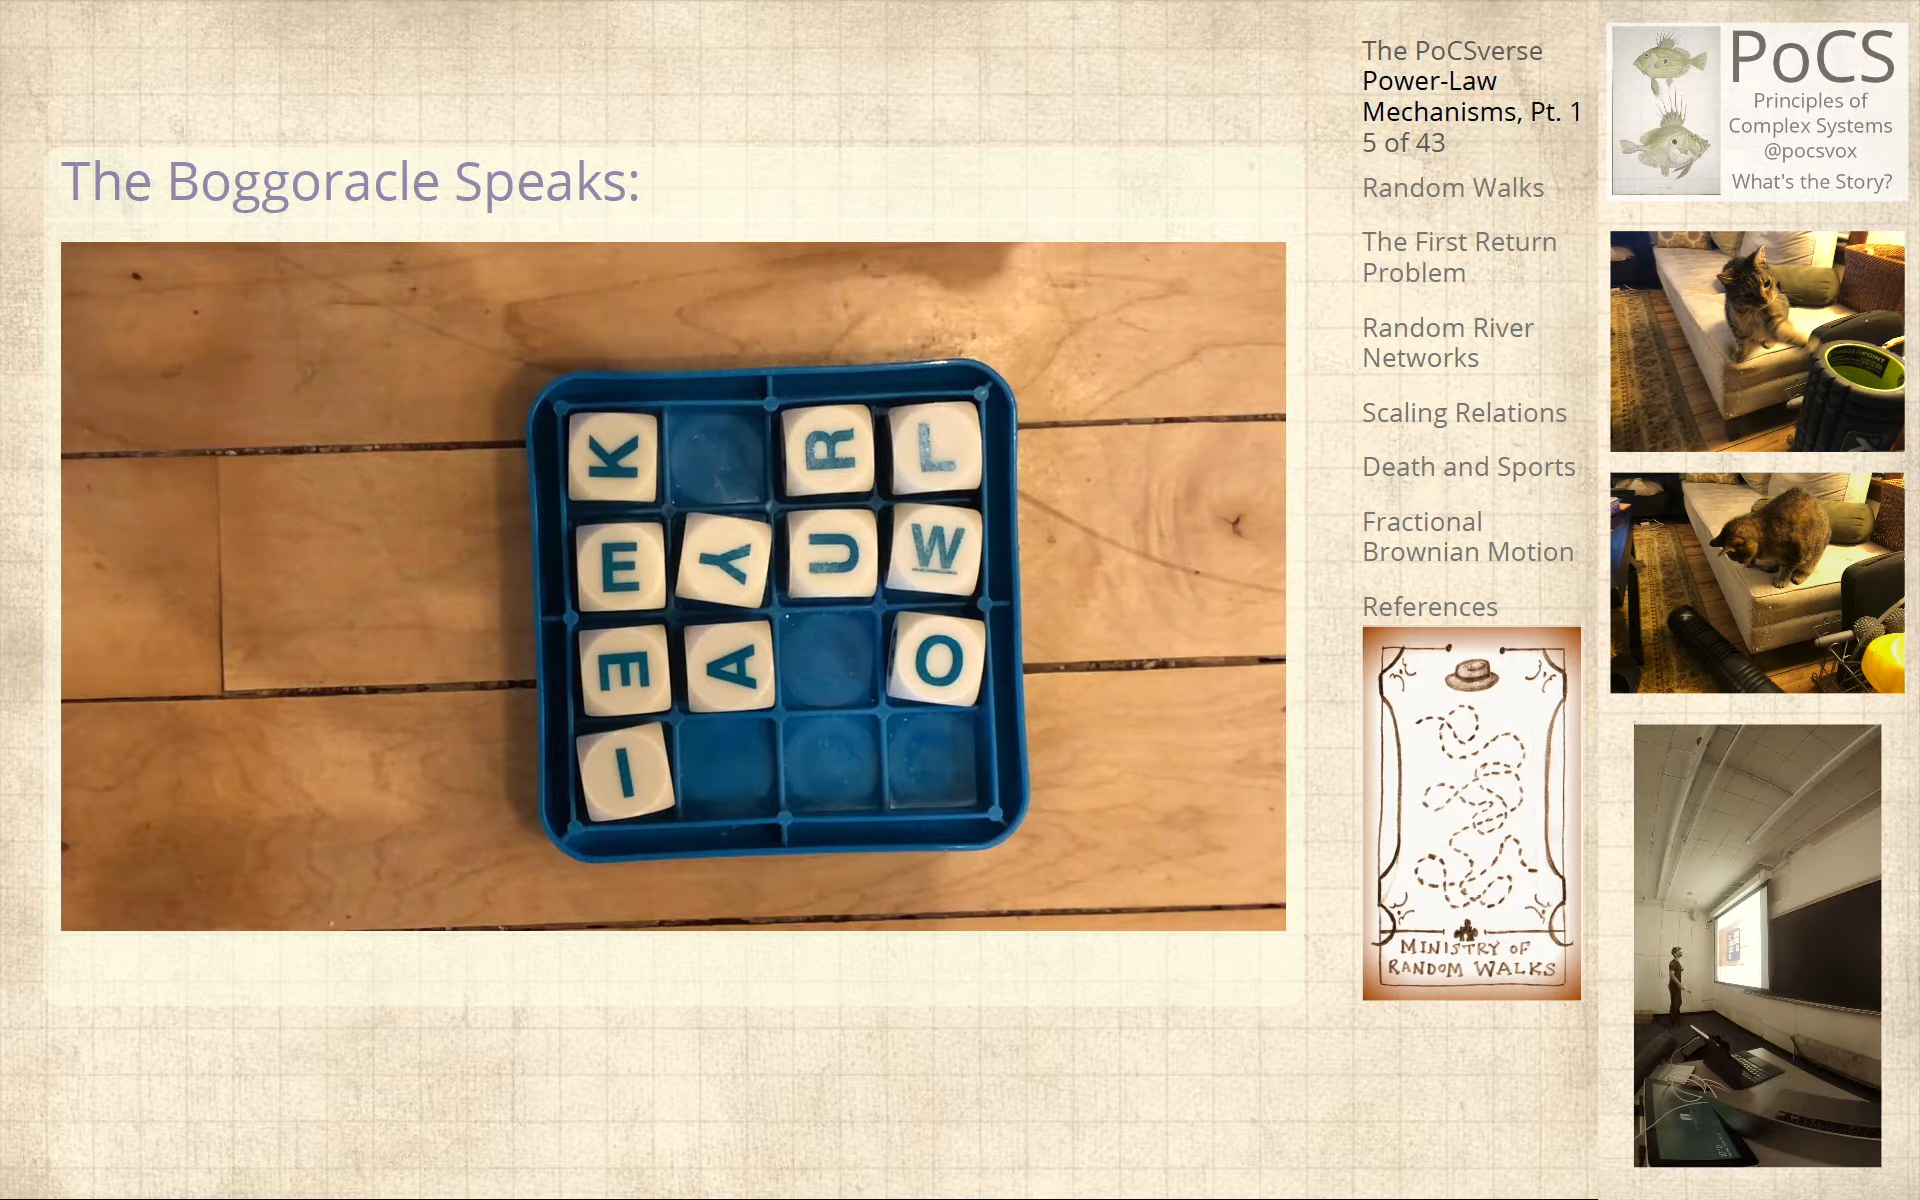 The Boggoracle Speaks:
K R L
E Y U W
E A O
I
The PoCSverse
Power-Law
Mechanisms, Pt. 1
5 of 43
Random Walks
The First Return
Problem
Random River
Networks
Scaling Relations
Death and Sports
Fractional
Brownian Motion
References
MINISTRY OF
RANDOM WALKS
PoCS
Principles of
Complex Systems
@pocsvox
What's the Story?